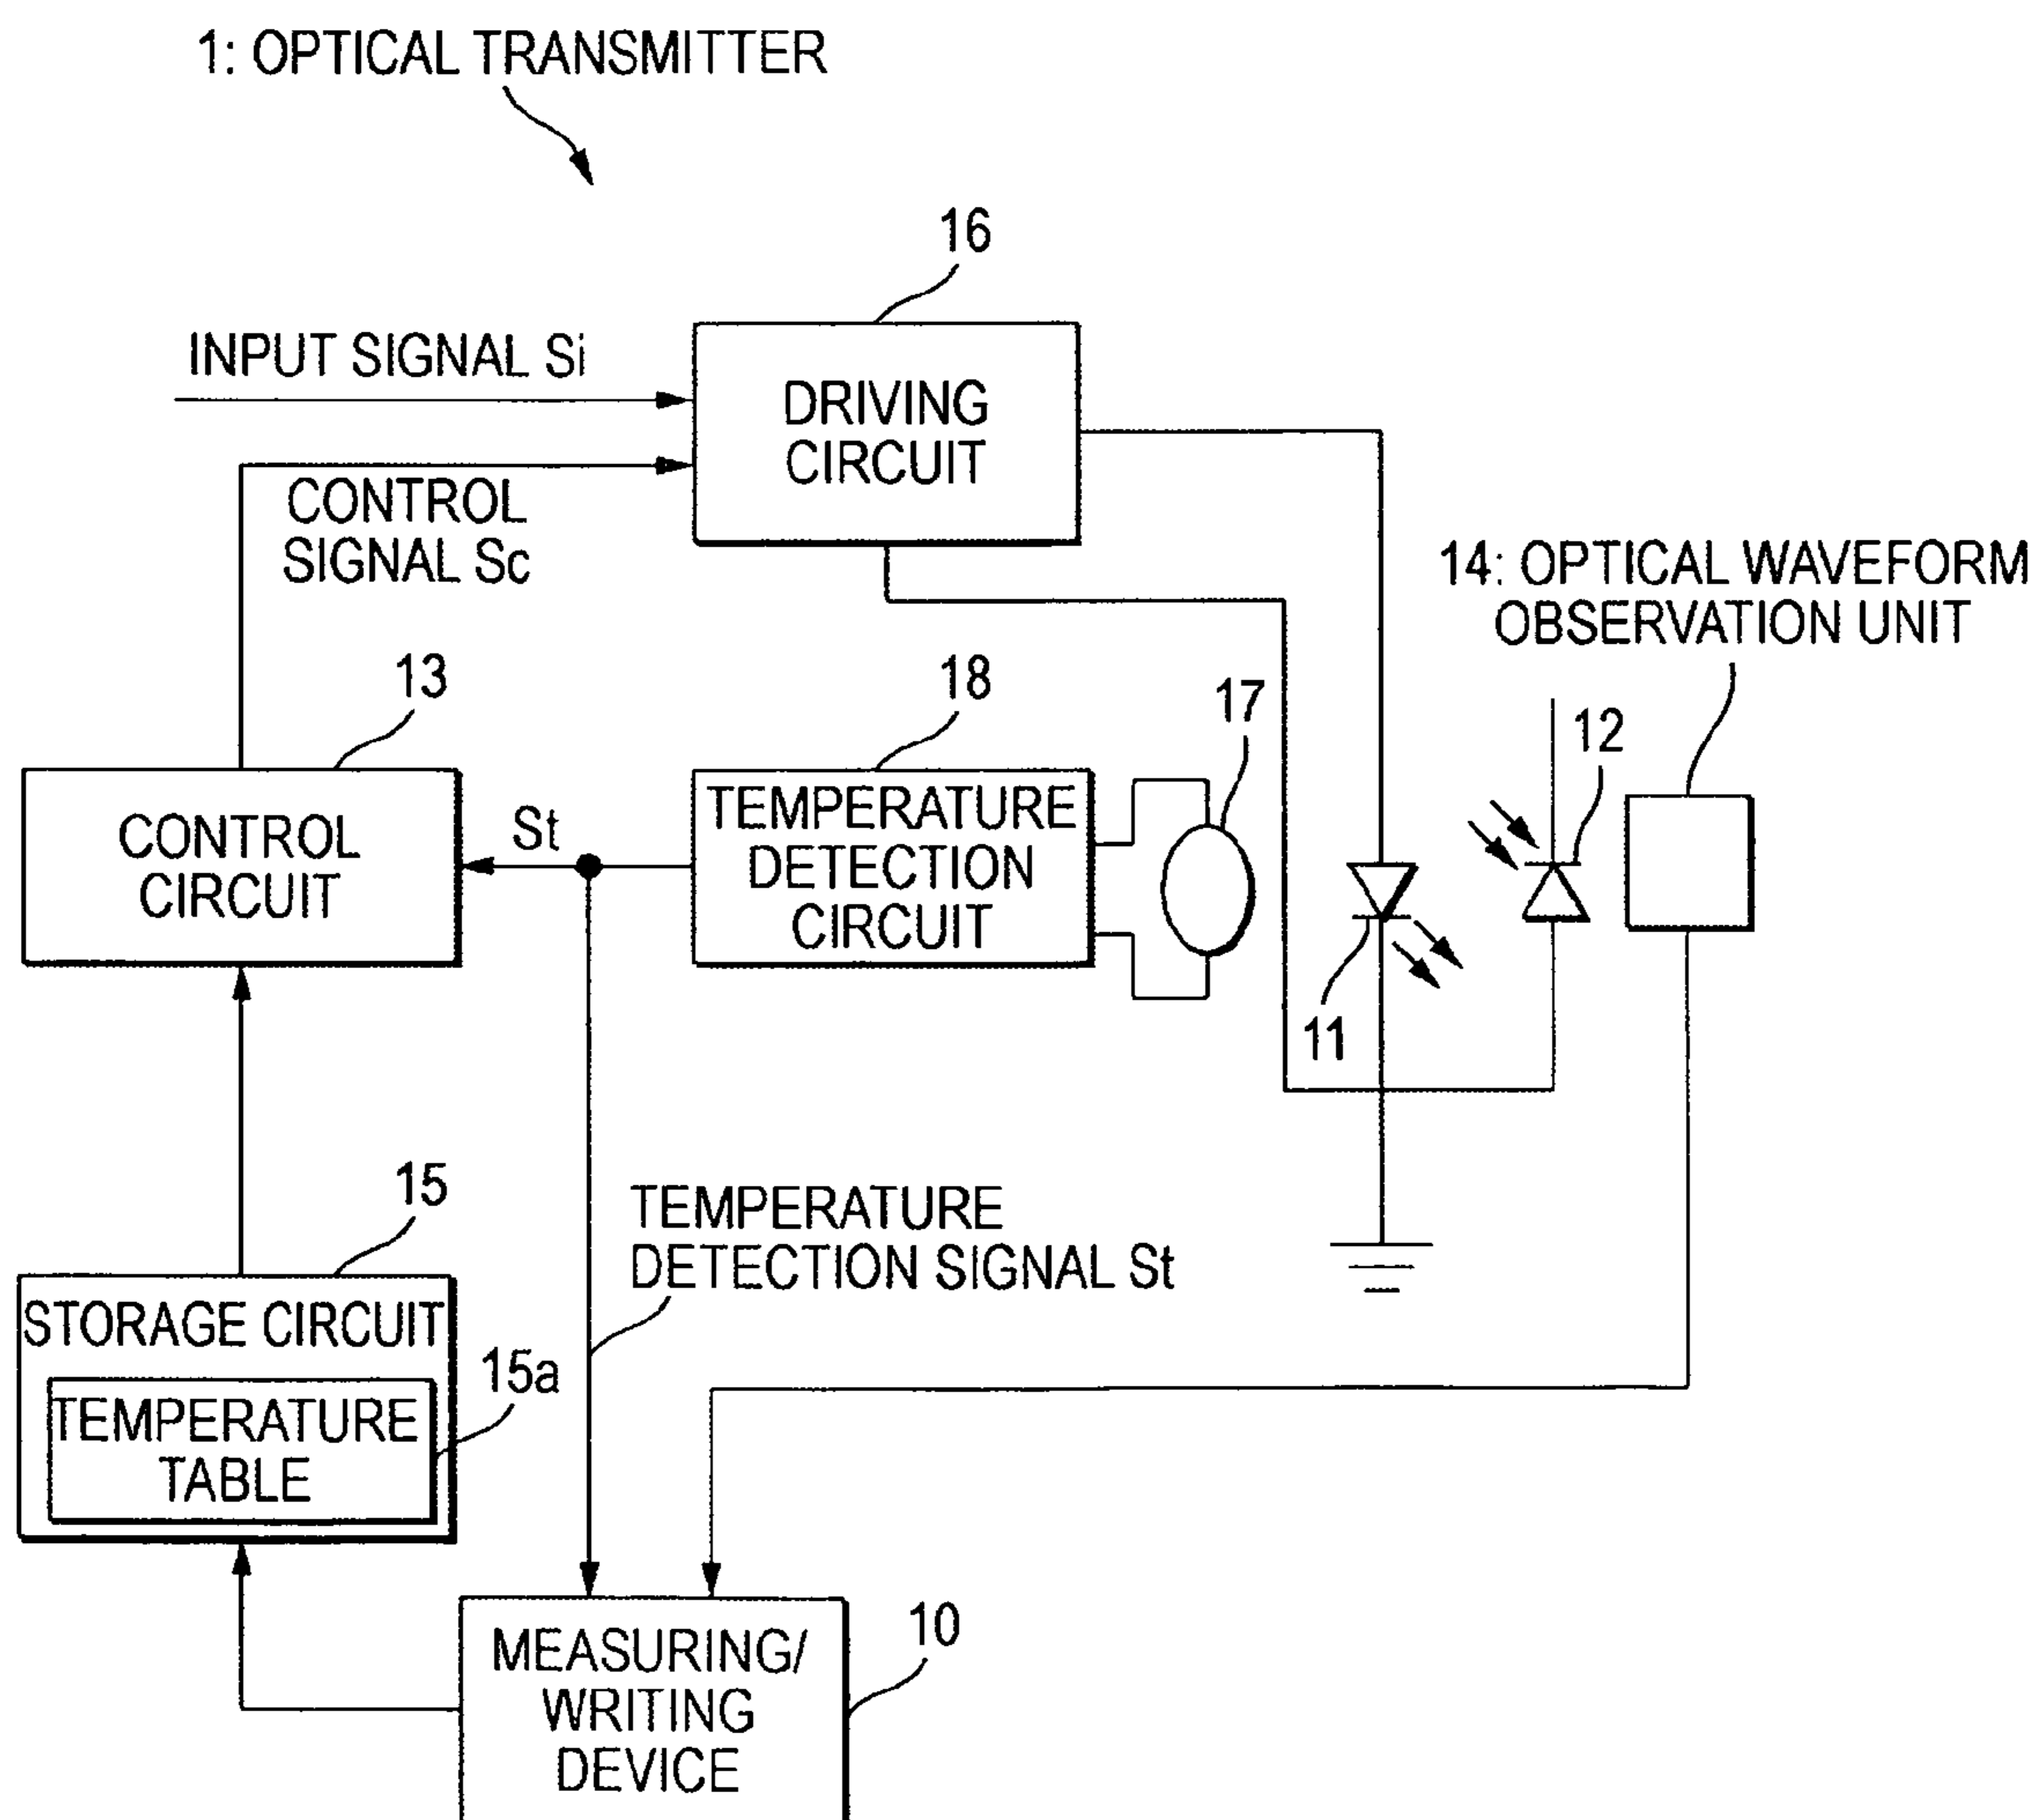 1: OPTICAL TRANSMITTER
16
INPUT SIGNAL Si
DRIVING
CIRCUIT
CONTROL
SIGNAL Sc
14: OPTICAL WAVEFORM
OBSERVATION UNIT
13
18
17
12
CONTROL
CIRCUIT
St
TEMPERATURE
DETECTION
CIRCUIT
11
15
TEMPERATURE
DETECTION SIGNAL St
STORAGE CIRCUIT
15a
TEMPERATURE
TABLE
10
MEASURING/
WRITING
DEVICE